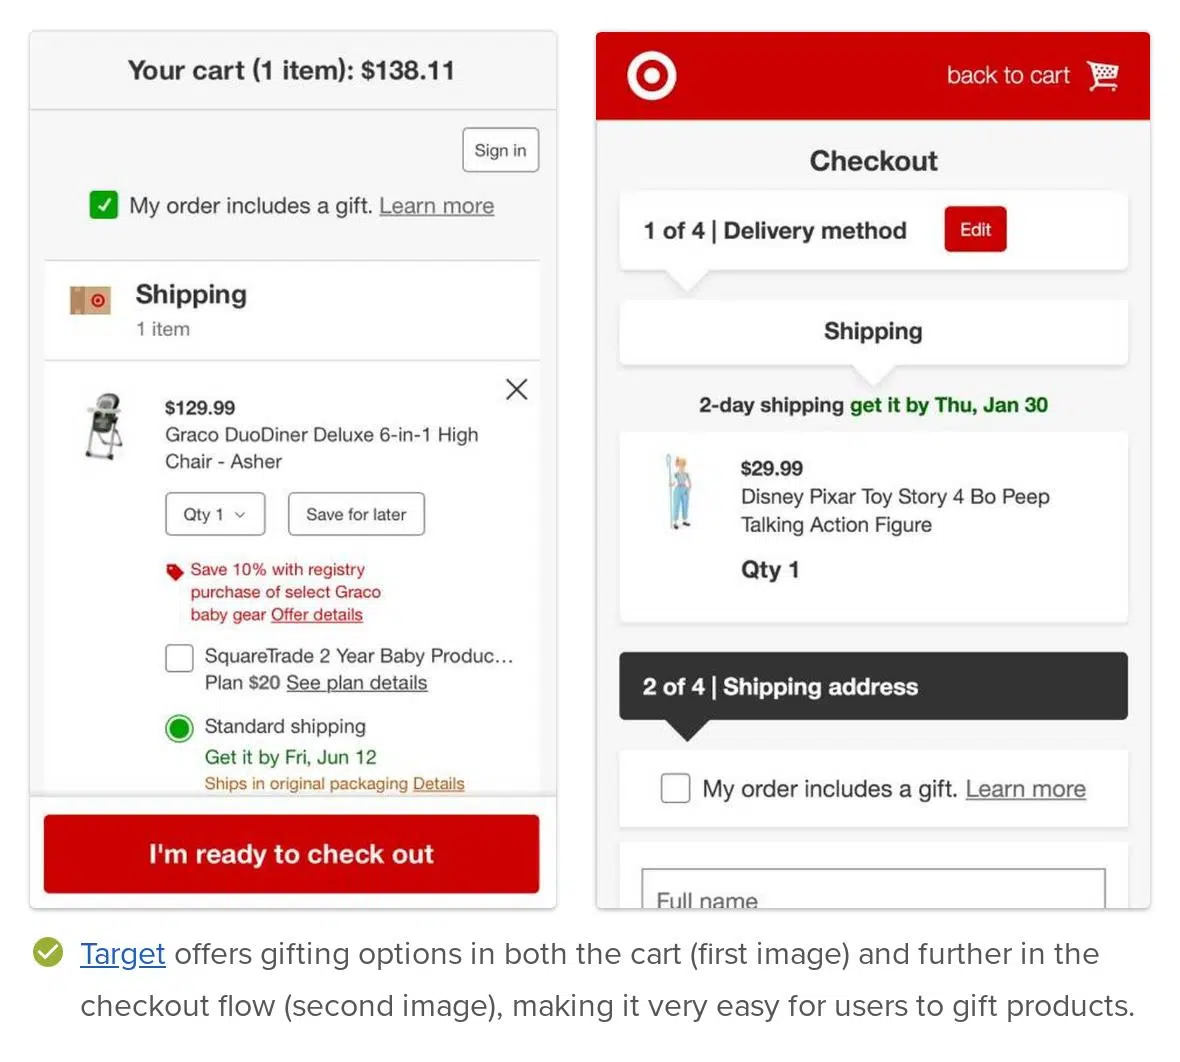 Your cart (1 item): $138.11
Sign in
My order includes a gift. Learn more
Shipping
1 item
$129.99
Graco DuoDiner Deluxe 6-in-1 High
Chair - Asher
Qty 1
Save for later
Save 10% with registry
purchase of select Graco
baby gear Offer details
SquareTrade 2 Year Baby Produc...
Plan $20 See plan details
Standard shipping
Get it by Fri, Jun 12
Ships in original packaging Details
I'm ready to check out
back to cart
Checkout
1 of 4 | Delivery method
Edit
Shipping
2-day shipping get it by Thu, Jan 30
$29.99
Disney Pixar Toy Story 4 Bo Peep
Talking Action Figure
Qty 1
2 of 4 | Shipping address
My order includes a gift. Learn more
Full name
Target offers gifting options in both the cart (first image) and further in the
checkout flow (second image), making it very easy for users to gift products.